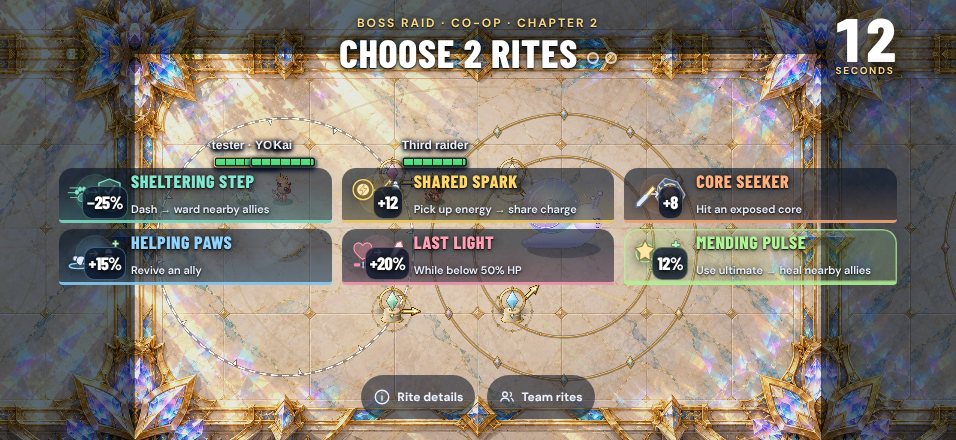 BOSS RAID · CO-OP · CHAPTER 2
CHOOSE 2 RITES
12
SECONDS
tester · YOKai
Third raider
SHELTERING STEP
-25%
Dash → ward nearby allies
SHARED SPARK
+12
Pick up energy → share charge
CORE SEEKER
+8
Hit an exposed core
HELPING PAWS
+15%
Revive an ally
LAST LIGHT
+20%
While below 50% HP
MENDING PULSE
12%
Use ultimate → heal nearby allies
Rite details
Team rites